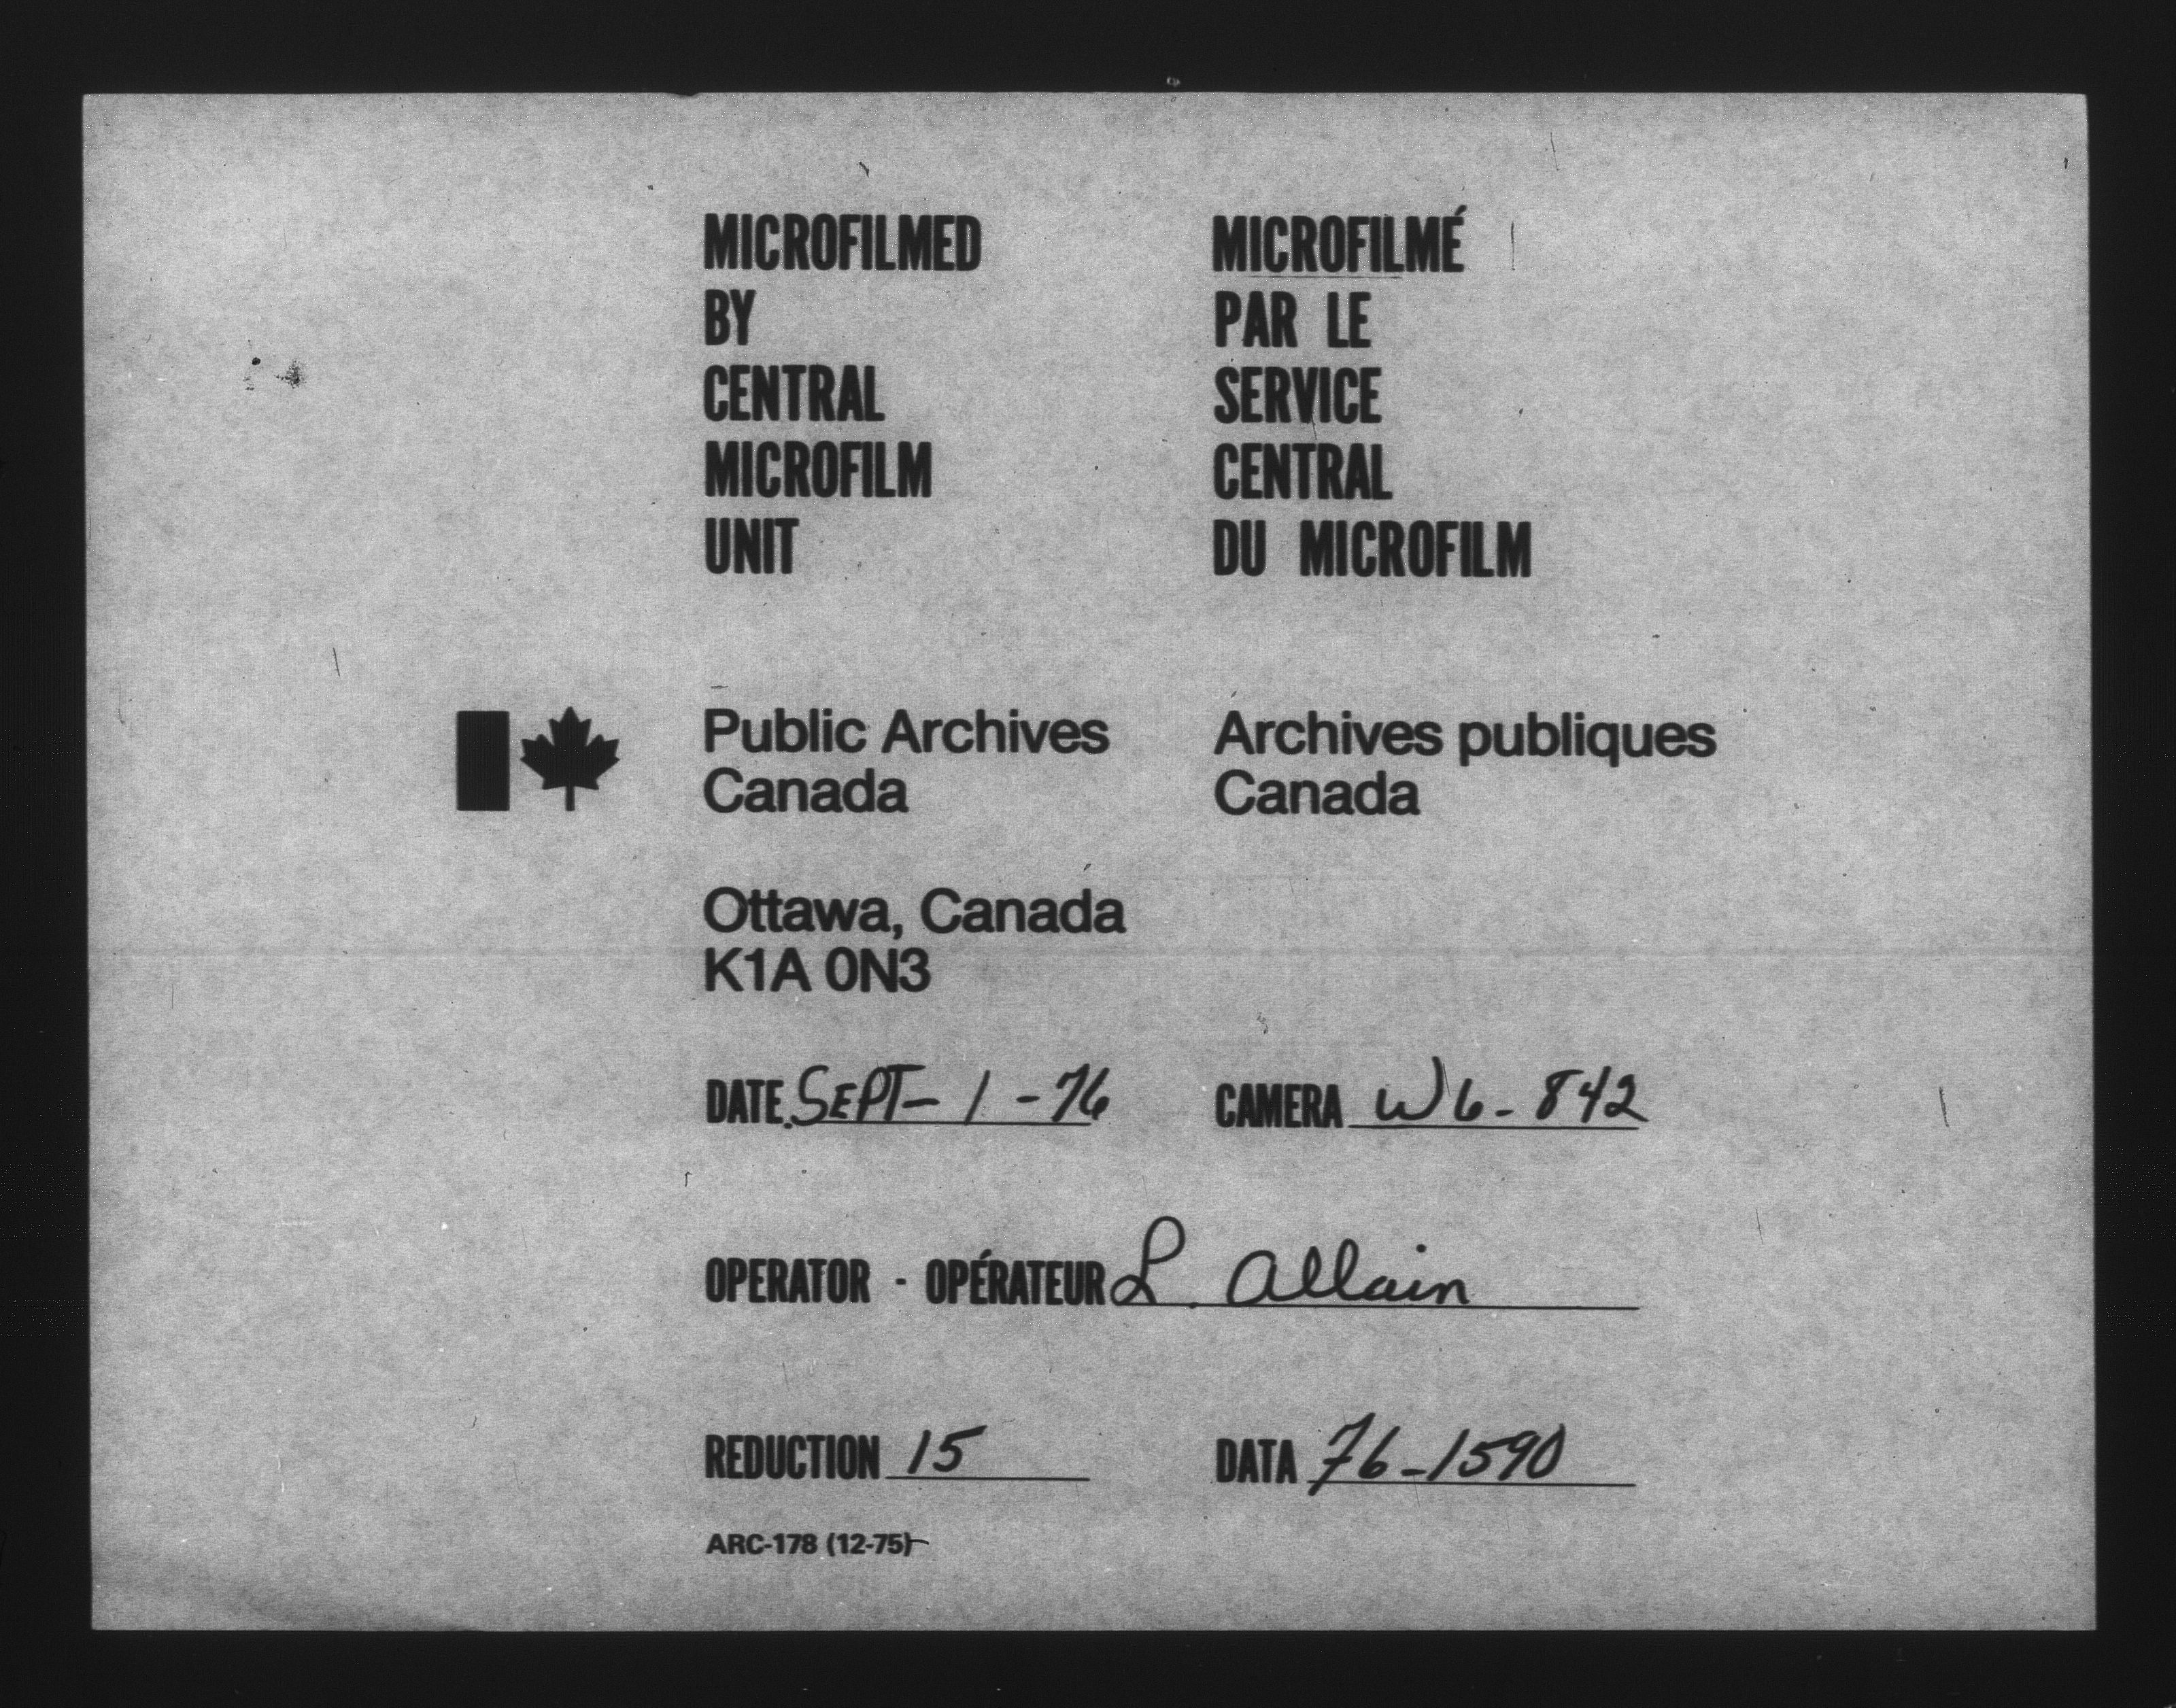 MICROFILMED
BY
CENTRAL
MICROFILM
UNIT
MICROFILMÉ
PAR LE
SERVICE
CENTRAL
DU MICROFILM
Public Archives
Canada
Archives publiques
Canada
Ottawa, Canada
K1A 0N3
DATE SEPT - 1 - 76 CAMERA W6-842
OPERATOR - OPÉRATEUR L. Allain
REDUCTION 15 DATA 76-1590
ARC-178 (12-75)